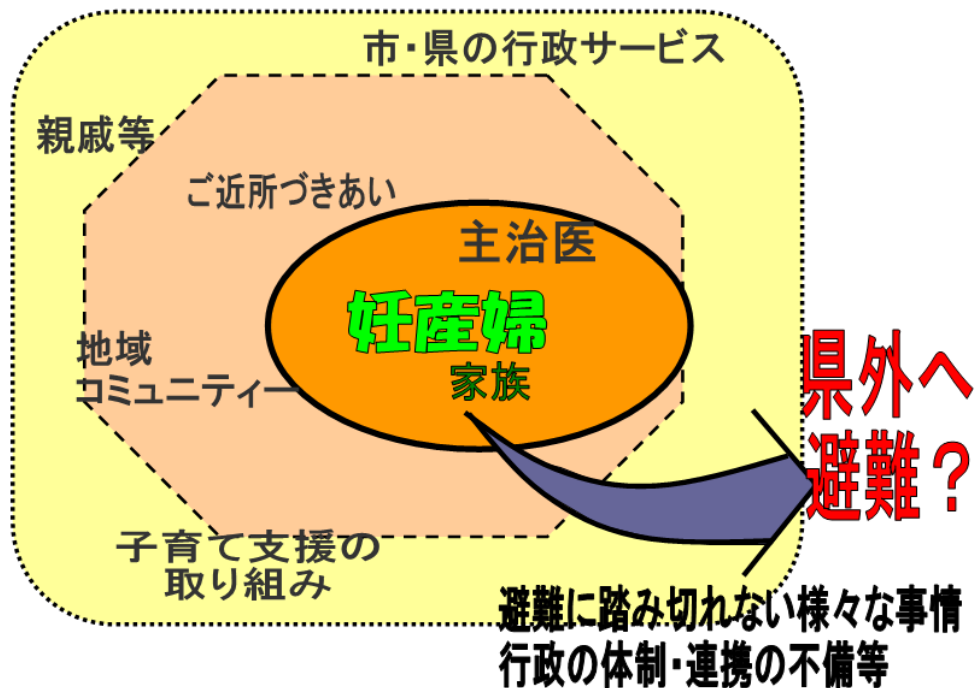 市・県の行政サービス
親戚等
ご近所づきあい
主治医
妊産婦
家族
地域
コミュニティー
県外へ
避難？
子育て支援の
取り組み
避難に踏み切れない様々な事情
行政の体制・連携の不備等